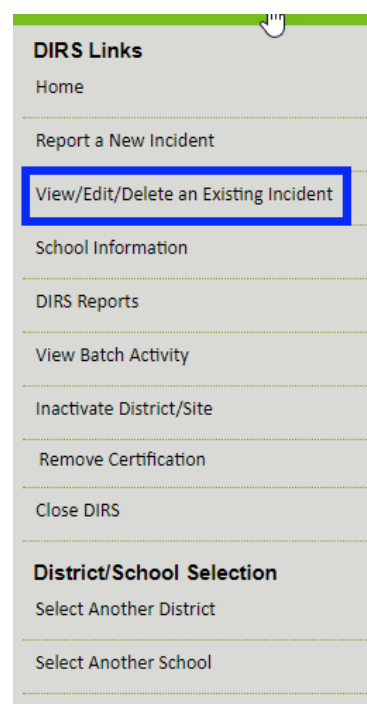 DIRS Links
Home
Report a New Incident
View/Edit/Delete an Existing Incident
School Information
DIRS Reports
View Batch Activity
Inactivate District/Site
Remove Certification
Close DIRS
District/School Selection
Select Another District
Select Another School